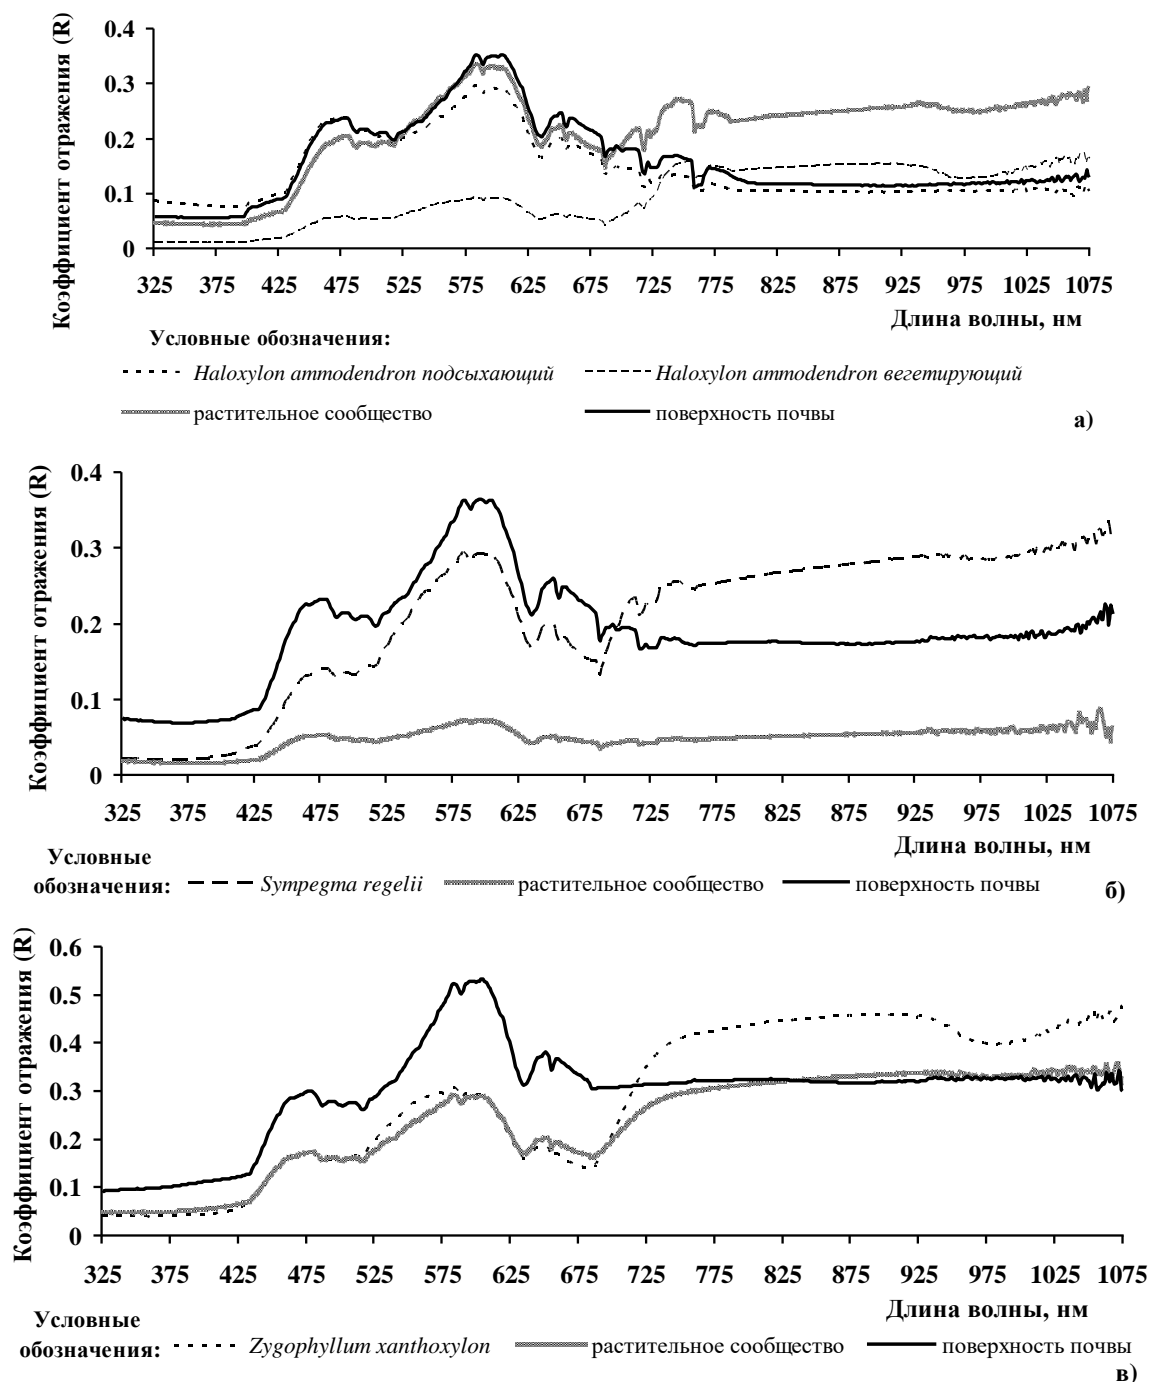 Коэффициент отражения (R)
0.4
0.3
0.2
0.1
0
325 375 425 475 525 575 625 675 725 775 825 875 925 975 1025 1075
Длина волны, нм
Условные обозначения:
Haloxylon ammodendron подсыхающий
Haloxylon ammodendron вегетирующий
растительное сообщество
поверхность почвы
а)
Коэффициент отражения (R)
0.4
0.3
0.2
0.1
0
325 375 425 475 525 575 625 675 725 775 825 875 925 975 1025 1075
Длина волны, нм
Условные
обозначения:
Sympegma regelii
растительное сообщество
поверхность почвы
б)
Коэффициент отражения (R)
0.6
0.5
0.4
0.3
0.2
0.1
0
325 375 425 475 525 575 625 675 725 775 825 875 925 975 1025 1075
Длина волны, нм
Условные
обозначения:
Zygophyllum xanthoxylon
растительное сообщество
поверхность почвы
в)